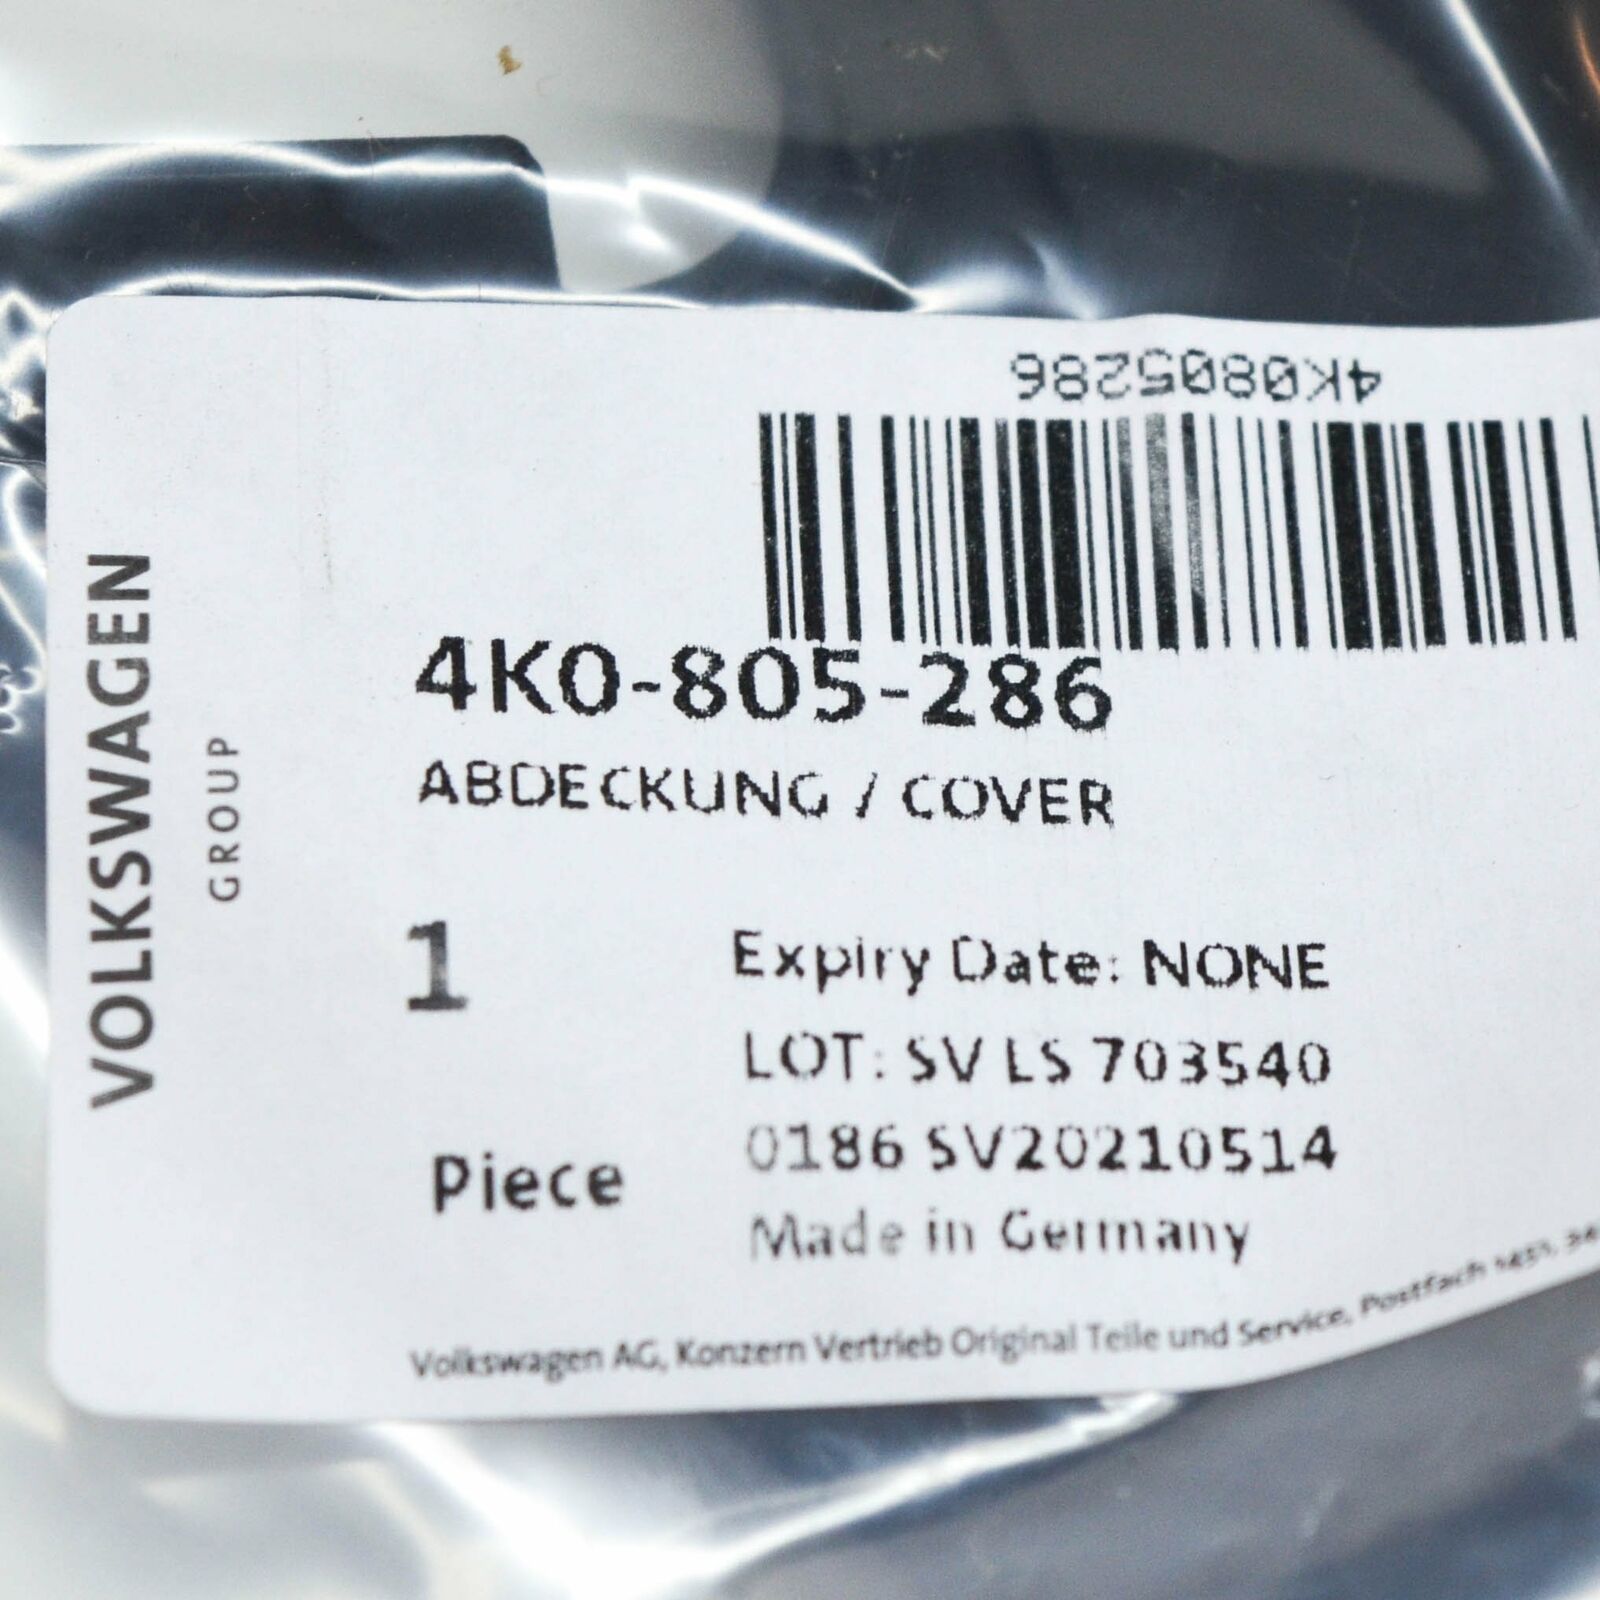 4K0805286
VOLKSWAGEN
GROUP
4K0-805-286
ABDECKUNG / COVER
1
Piece
Expiry Date: NONE
LOT: SV LS 703540
0186 SV20210514
Made in Germany
Volkswagen AG, Konzern Vertrieb Original Teile und Service, Postfach 1451,